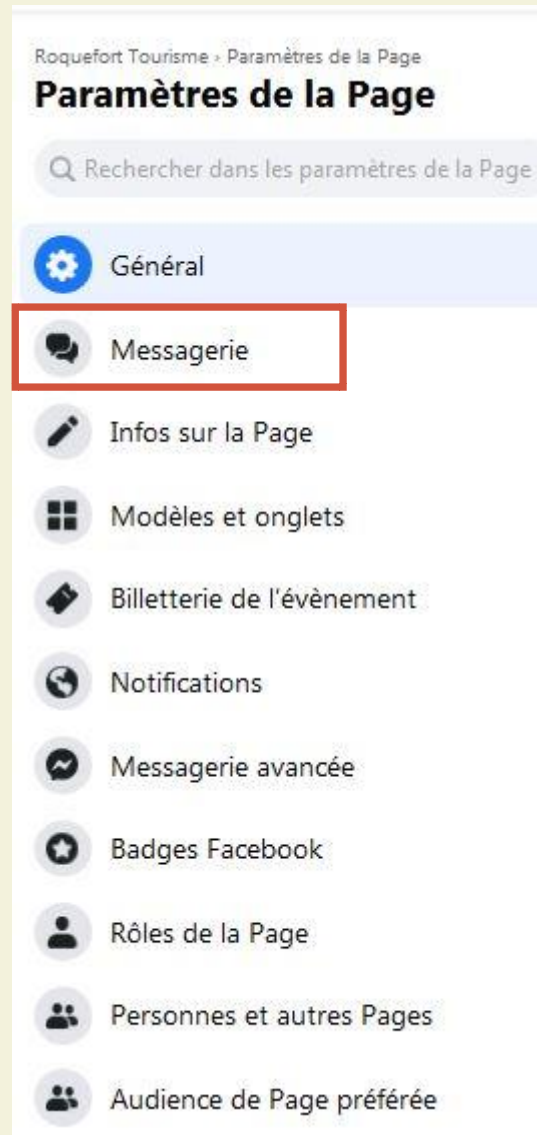 Roquefort Tourisme › Paramètres de la Page
Paramètres de la Page
Rechercher dans les paramètres de la Page
Général
Messagerie
Infos sur la Page
Modèles et onglets
Billetterie de l'évènement
Notifications
Messagerie avancée
Badges Facebook
Rôles de la Page
Personnes et autres Pages
Audience de Page préférée